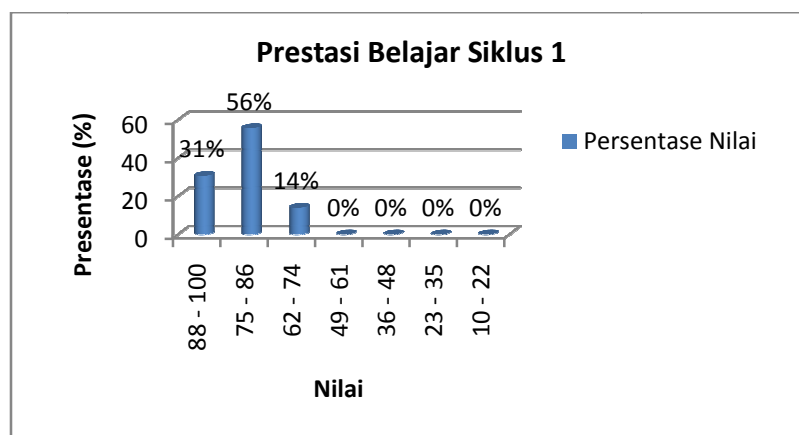 Prestasi Belajar Siklus 1
Presentase (%)
60
40
20
0
31%
56%
14%
0%
0%
0%
0%
88 - 100
75 - 86
62 - 74
49 - 61
36 - 48
23 - 35
10 - 22
Nilai
Persentase Nilai